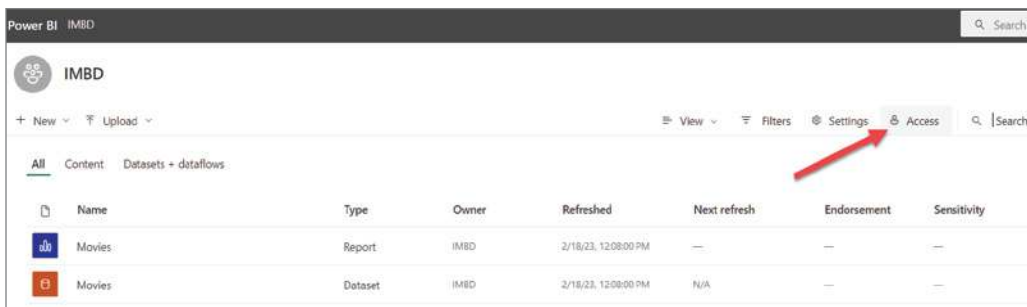 Power BI IMBD Search
IMBD
+ New Upload View Filters Settings Access Search
All Content Datasets + dataflows
Name Type Owner Refreshed Next refresh Endorsement Sensitivity
Movies Report IMBD 2/18/23, 12:08:00 PM — — —
Movies Dataset IMBD 2/18/23, 12:08:00 PM N/A — —